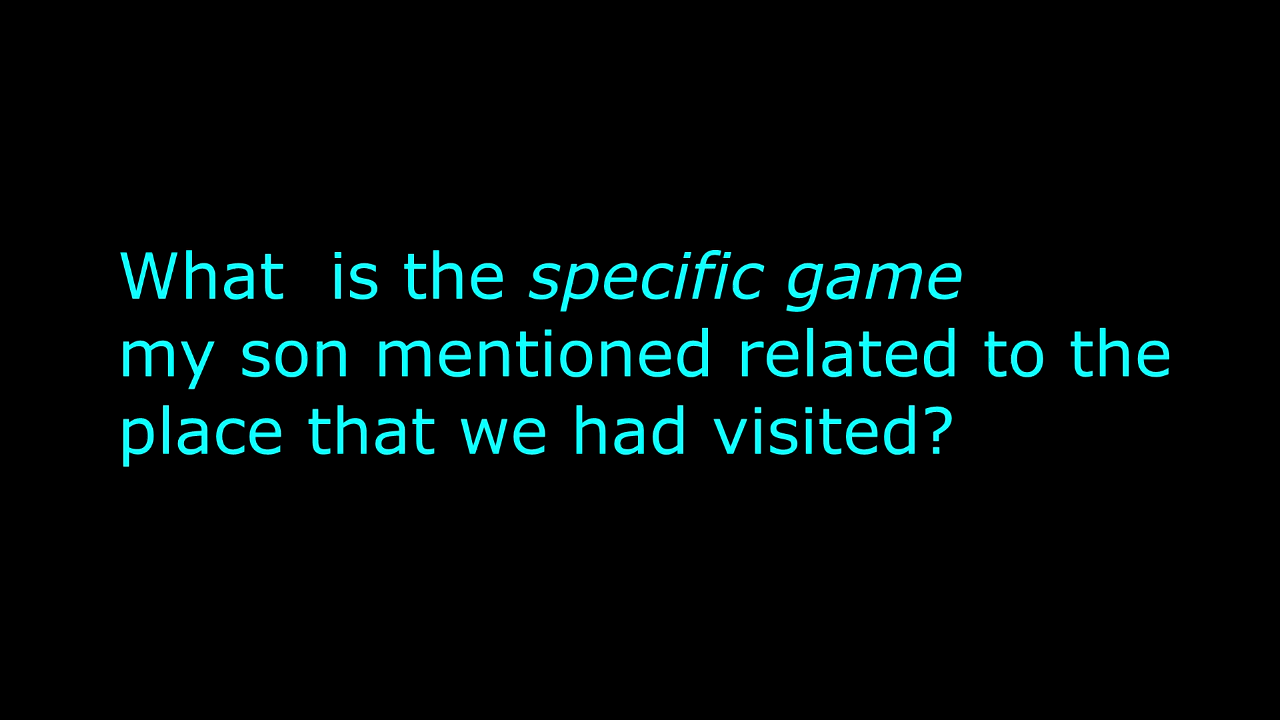 What  is the specific game
my son mentioned related to the
place that we had visited?